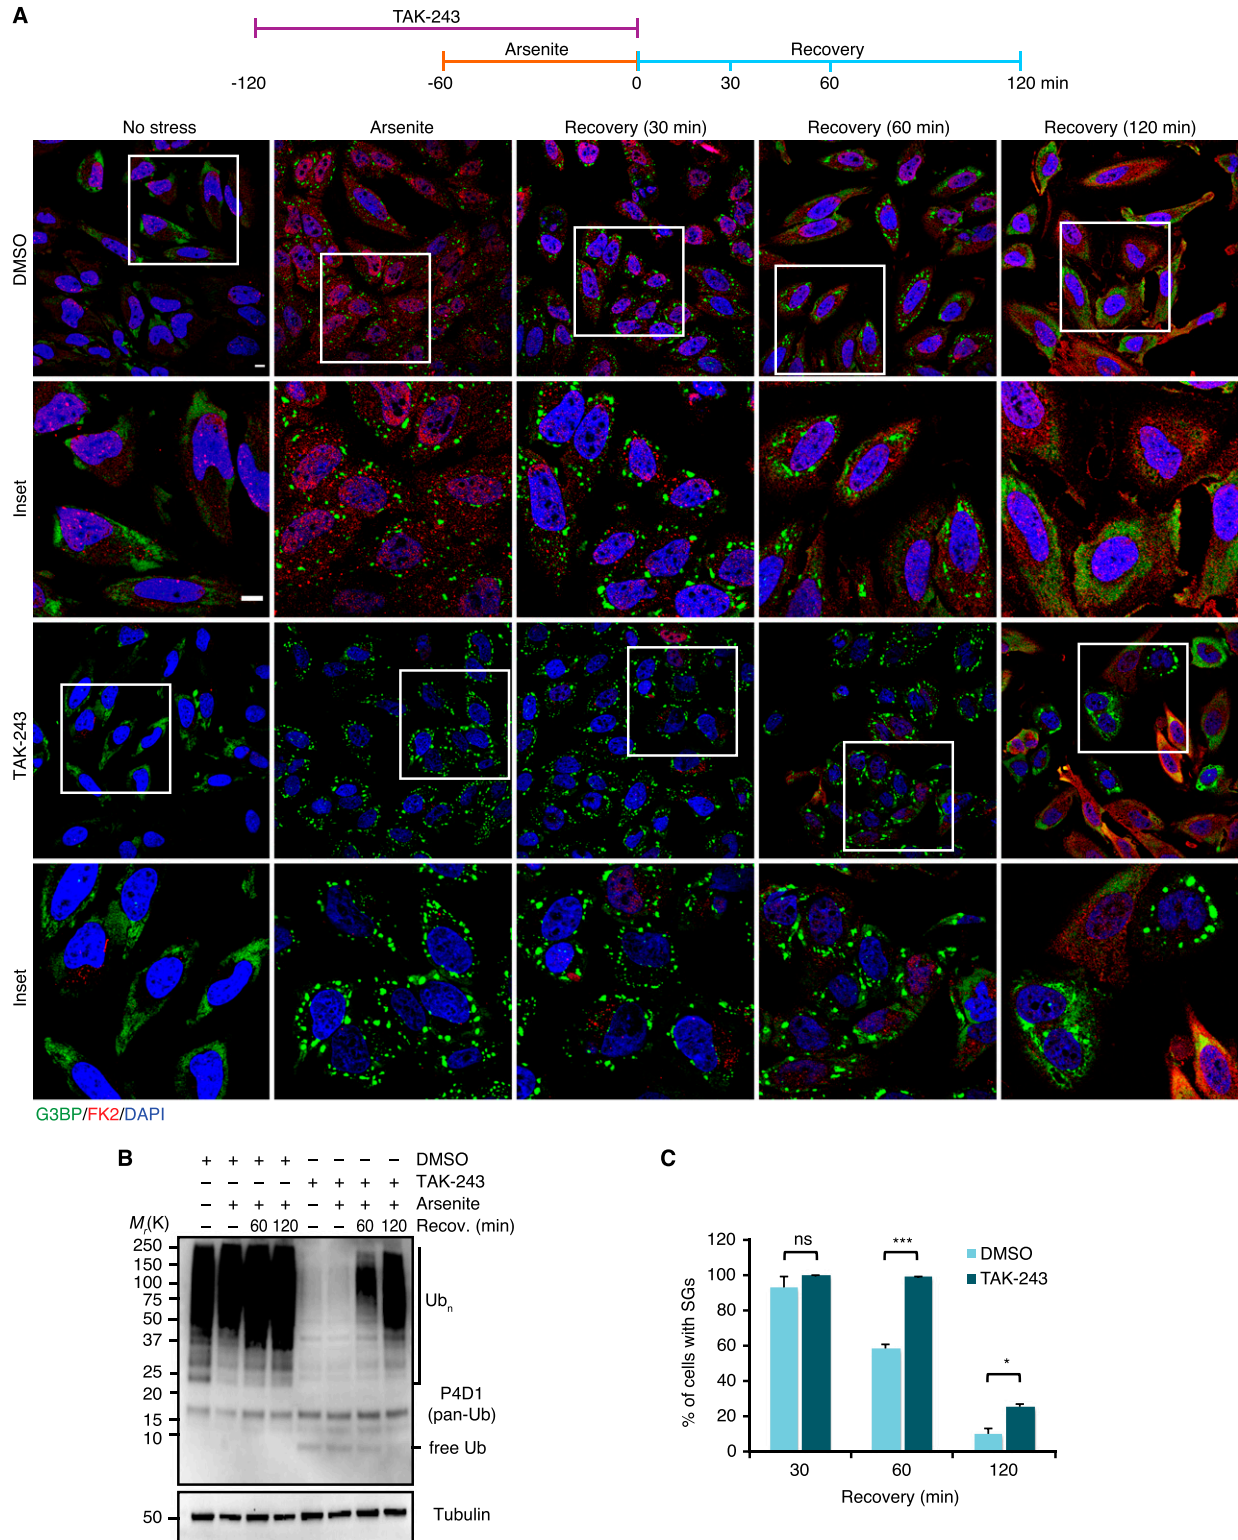 A
TAK-243
Arsenite
Recovery
-120
-60
0
30
60
120 min
No stress
Arsenite
Recovery (30 min)
Recovery (60 min)
Recovery (120 min)
DMSO
Inset
TAK-243
Inset
G3BP/FK2/DAPI
B
+ + + + – – – – DMSO
– – – – + + + + TAK-243
– + + + – + + + Arsenite
– – 60 120 – – 60 120 Recov. (min)
Mr(K)
250
150
100
75
50
37
25
20
15
10
Ubn
P4D1
(pan-Ub)
free Ub
50
Tubulin
C
% of cells with SGs
120
100
80
60
40
20
0
ns
***
*
DMSO
TAK-243
30
60
120
Recovery (min)